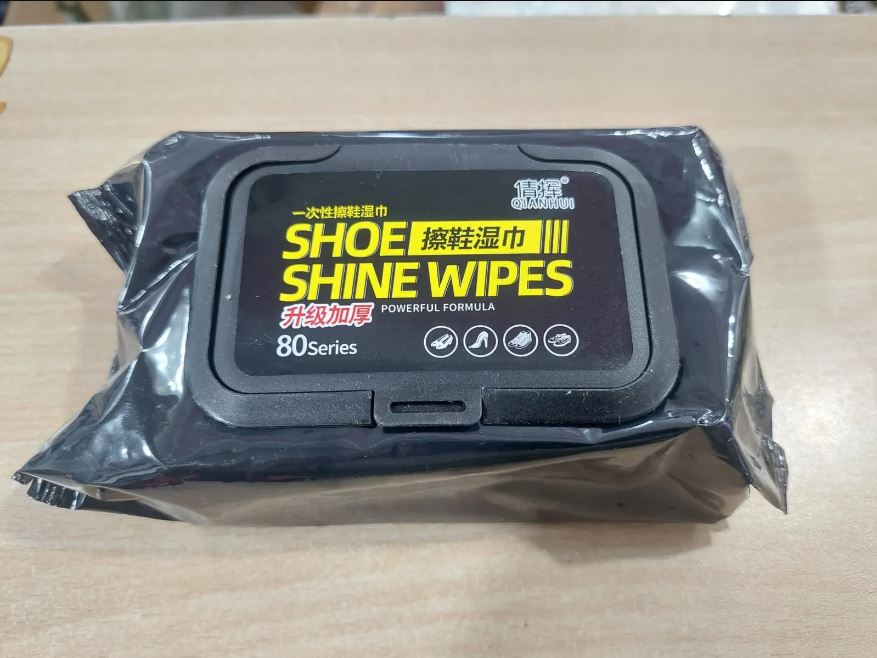 倩挥®
QIANHUI
一次性擦鞋湿巾
SHOE 擦鞋湿巾
SHINE WIPES
升级加厚 POWERFUL FORMULA
80Series